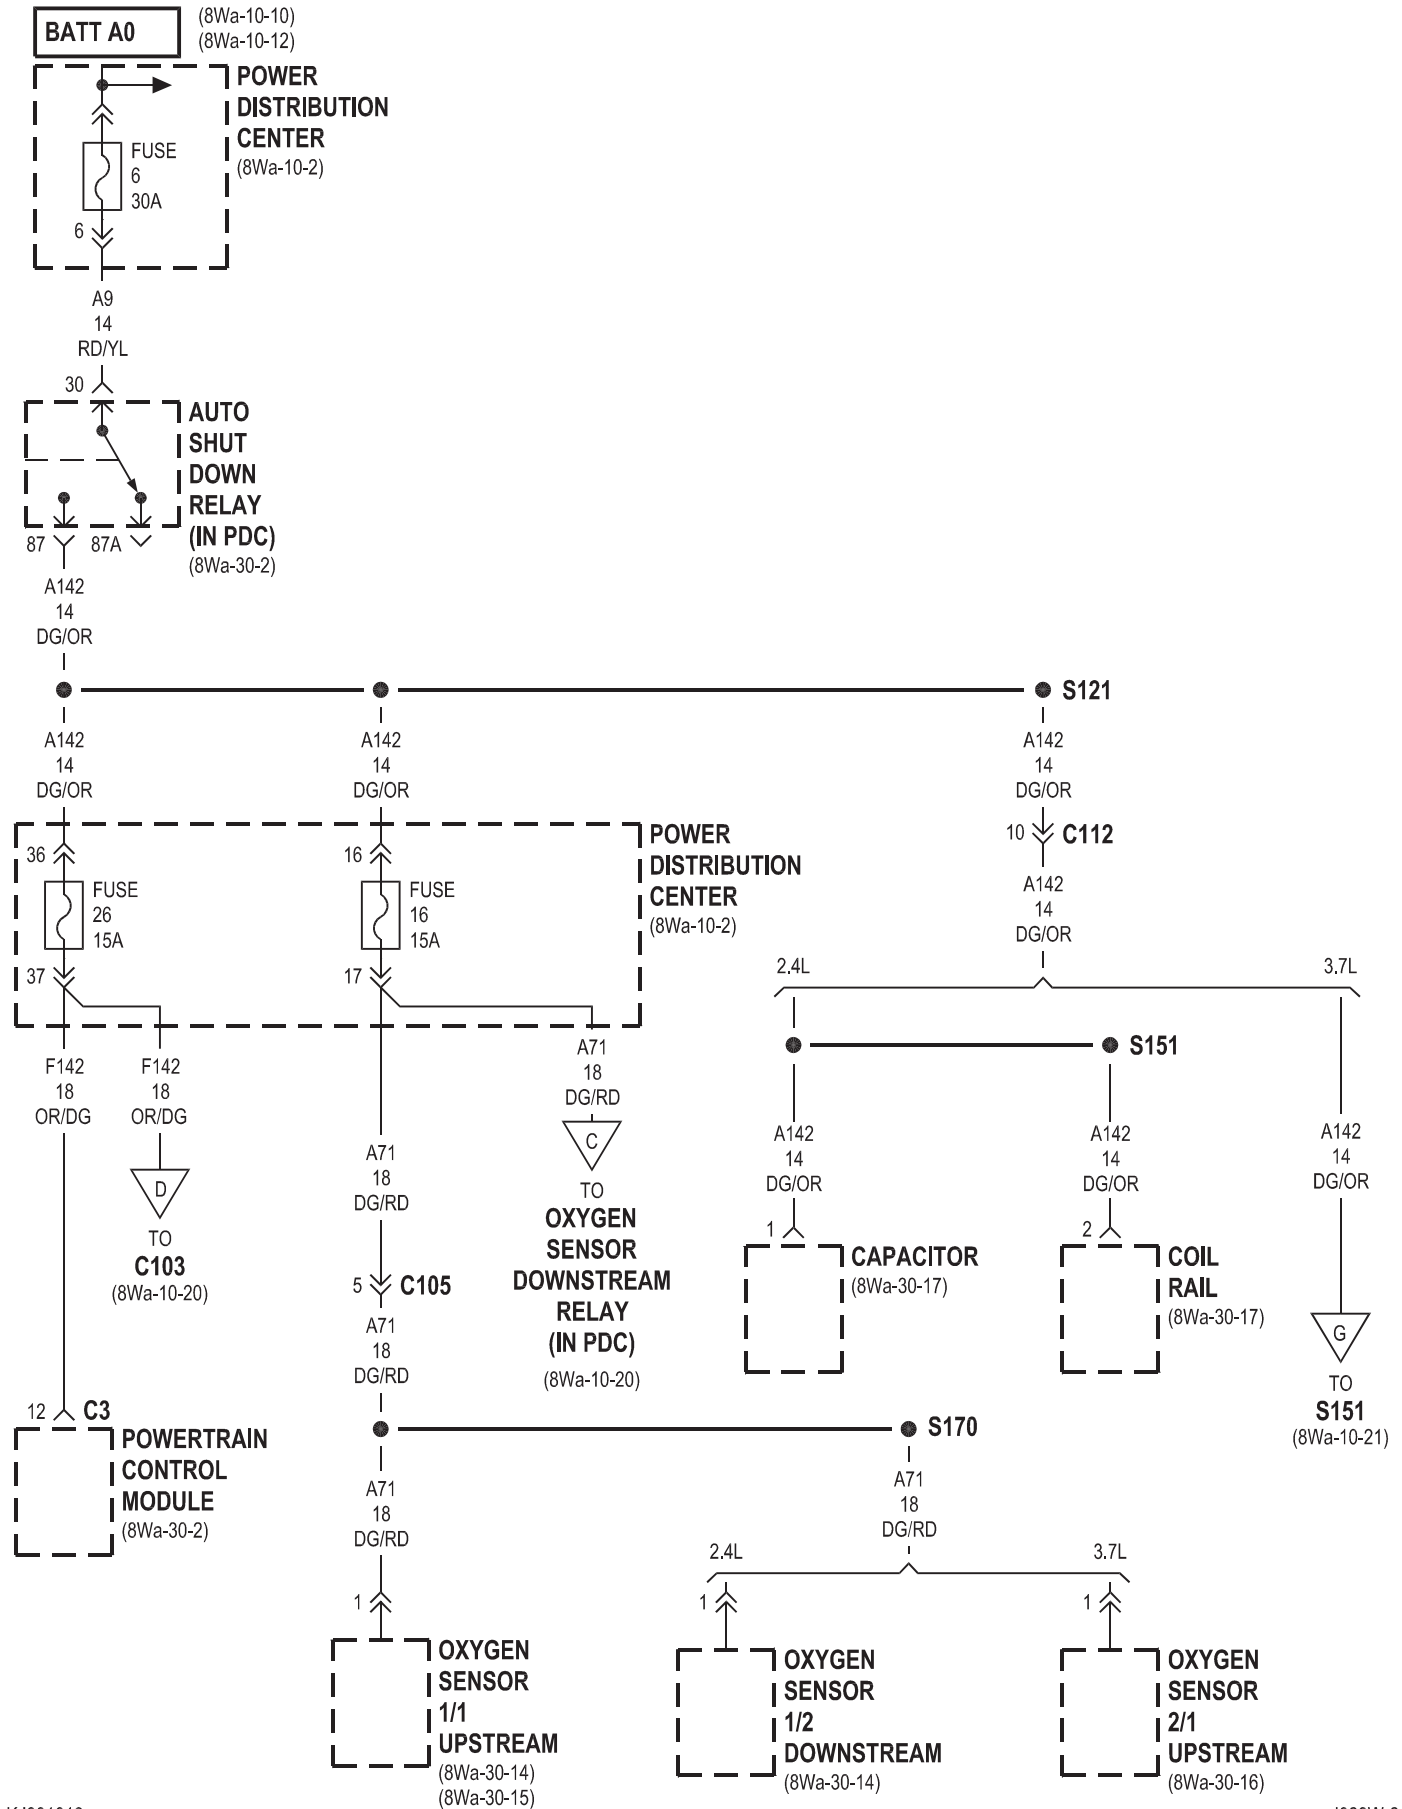 BATT A0
(8Wa-10-10)
(8Wa-10-12)
POWER
DISTRIBUTION
CENTER
(8Wa-10-2)
FUSE
6
30A
6
A9
14
RD/YL
30
AUTO
SHUT
DOWN
RELAY
(IN PDC)
(8Wa-30-2)
87
87A
A142
14
DG/OR
S121
A142
14
DG/OR
A142
14
DG/OR
A142
14
DG/OR
10
C112
A142
14
DG/OR
POWER
DISTRIBUTION
CENTER
(8Wa-10-2)
36
FUSE
26
15A
37
16
FUSE
16
15A
17
2.4L
3.7L
S151
F142
18
OR/DG
F142
18
OR/DG
D
TO
C103
(8Wa-10-20)
A71
18
DG/RD
C
TO
OXYGEN
SENSOR
DOWNSTREAM
RELAY
(IN PDC)
(8Wa-10-20)
A71
18
DG/RD
5
C105
A71
18
DG/RD
A142
14
DG/OR
1
CAPACITOR
(8Wa-30-17)
A142
14
DG/OR
2
COIL
RAIL
(8Wa-30-17)
A142
14
DG/OR
G
TO
S151
(8Wa-10-21)
12
C3
POWERTRAIN
CONTROL
MODULE
(8Wa-30-2)
S170
A71
18
DG/RD
A71
18
DG/RD
2.4L
3.7L
1
OXYGEN
SENSOR
1/1
UPSTREAM
(8Wa-30-14)
(8Wa-30-15)
1
OXYGEN
SENSOR
1/2
DOWNSTREAM
(8Wa-30-14)
1
OXYGEN
SENSOR
2/1
UPSTREAM
(8Wa-30-16)